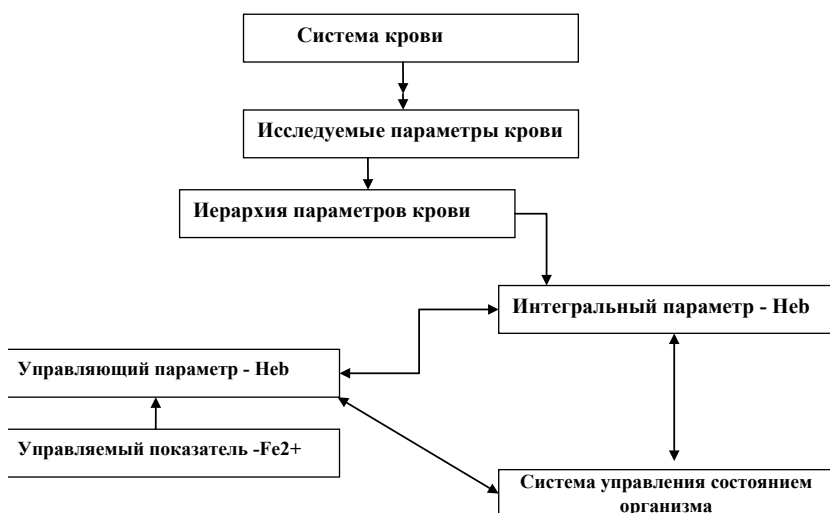 Система крови
Исследуемые параметры крови
Иерархия параметров крови
Интегральный параметр - Heb
Управляющий параметр - Heb
Управляемый показатель -Fe2+
Система управления состоянием
организма